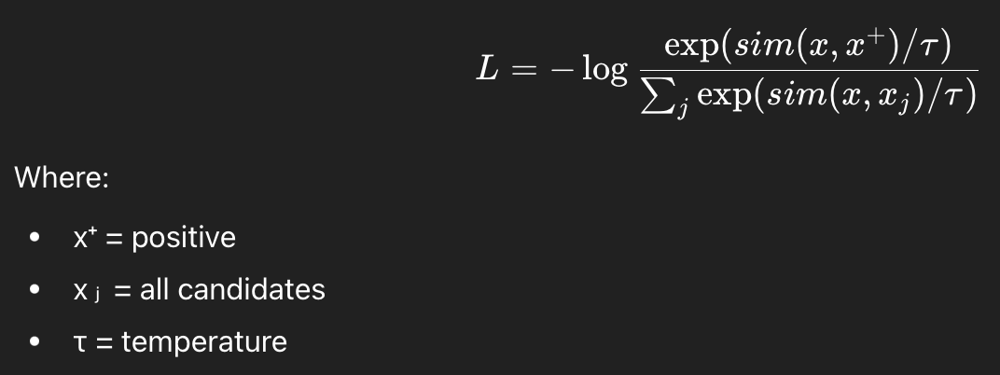 L = − log exp(sim(x, x⁺)/τ) / ∑ⱼ exp(sim(x, xⱼ)/τ)
Where:
• x⁺ = positive
• x ⱼ = all candidates
• τ = temperature